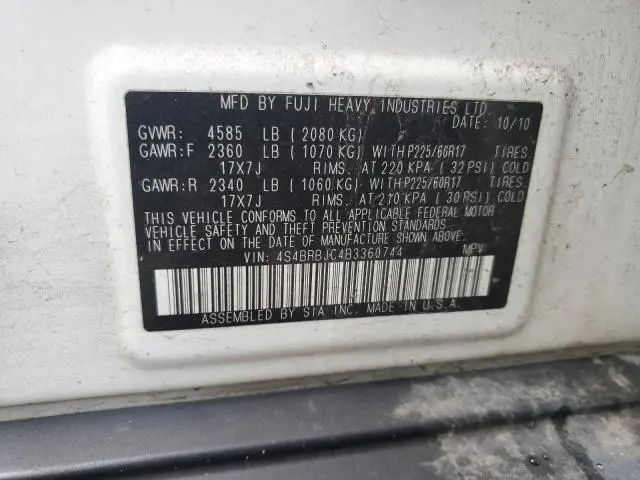 MFD BY FUJI HEAVY INDUSTRIES LTD.
DATE: 10/10
GVWR: 4585 LB ( 2080 KG)
GAWR:F 2360 LB ( 1070 KG) WITH P225/60R17 TIRES.
17X7J RIMS. AT 220 KPA ( 32 PSI) COLD
GAWR:R 2340 LB ( 1060 KG) WITH P225/60R17 TIRES.
17X7J RIMS. AT 210 KPA ( 30 PSI) COLD
THIS VEHICLE CONFORMS TO ALL APPLICABLE FEDERAL MOTOR
VEHICLE SAFETY AND THEFT PREVENTION STANDARDS IN
EFFECT ON THE DATE OF MANUFACTURE SHOWN ABOVE.
VIN: 4S4BRBJC4B3360744 MPV
ASSEMBLED BY SIA INC. MADE IN U.S.A.